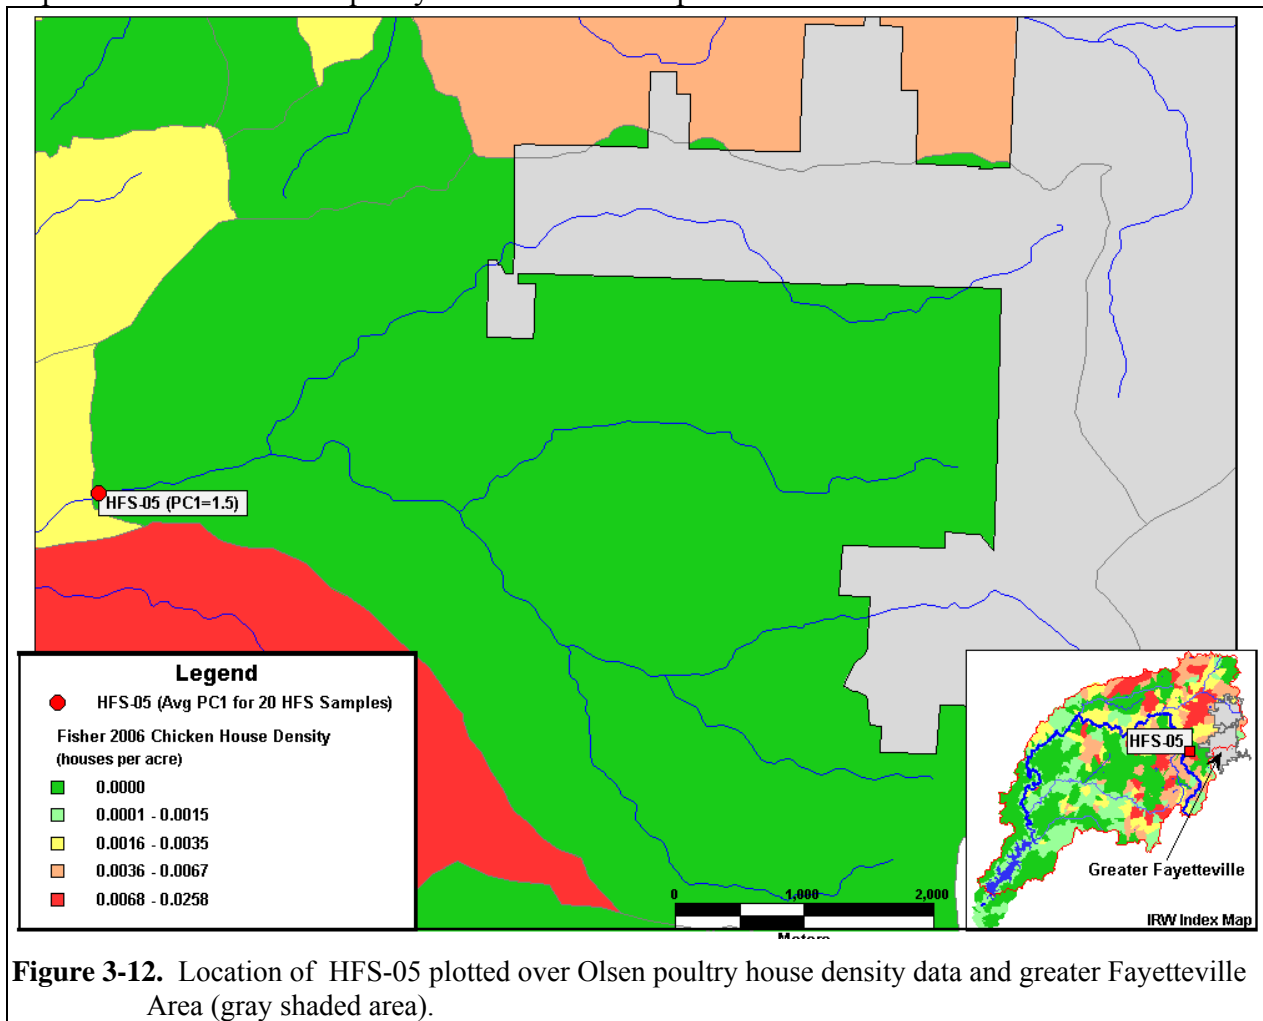 HFS-05 (PC1=1.5)
Legend
HFS-05 (Avg PC1 for 20 HFS Samples)
Fisher 2006 Chicken House Density
(houses per acre)
0.0000
0.0001 - 0.0015
0.0016 - 0.0035
0.0036 - 0.0067
0.0068 - 0.0258
0 1,000 2,000
Meters
HFS-05
Greater Fayetteville
IRW Index Map
Figure 3-12. Location of HFS-05 plotted over Olsen poultry house density data and greater Fayetteville
Area (gray shaded area).